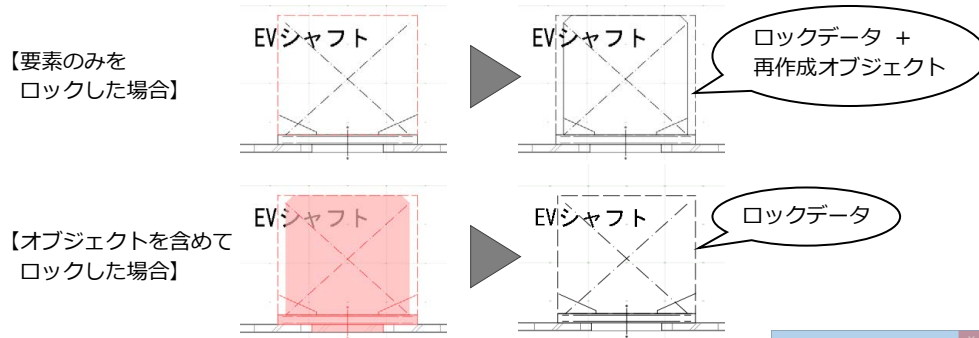 【要素のみを
ロックした場合】
EVシャフト
EVシャフト
ロックデータ +
再作成オブジェクト
【オブジェクトを含めて
ロックした場合】
EVシャフト
EVシャフト
ロックデータ